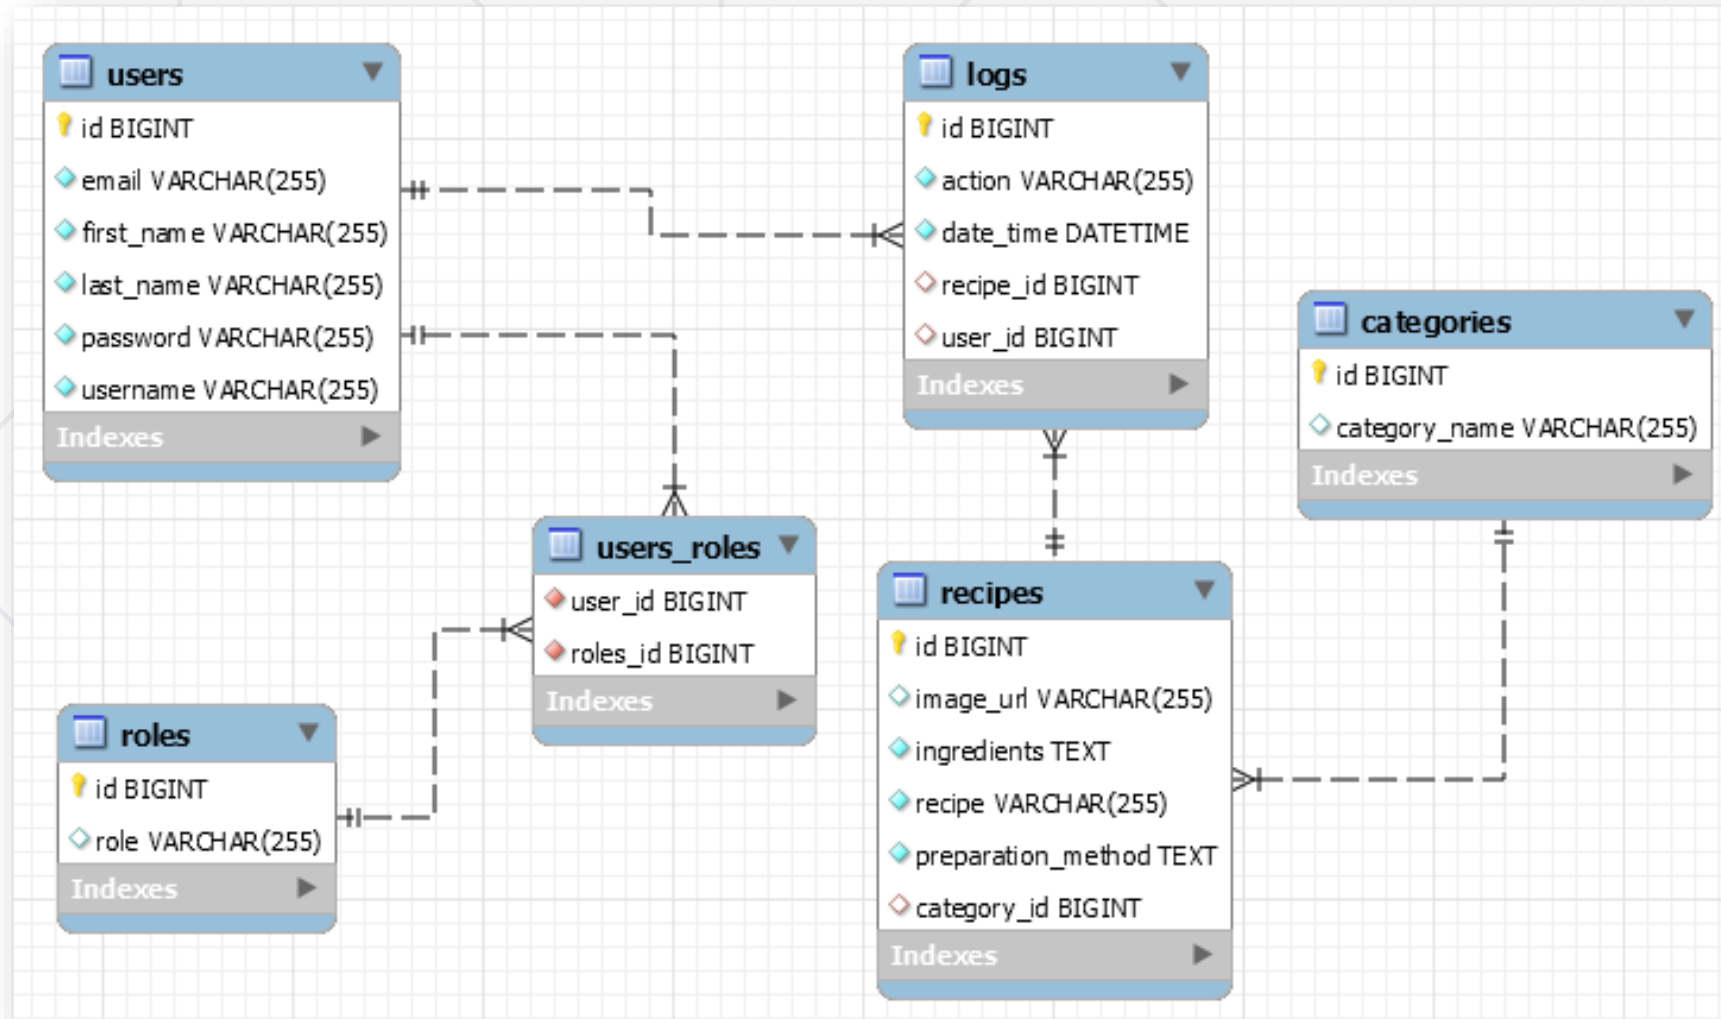 users
id BIGINT
email VARCHAR(255)
first_name VARCHAR(255)
last_name VARCHAR(255)
password VARCHAR(255)
username VARCHAR(255)
Indexes
logs
id BIGINT
action VARCHAR(255)
date_time DATETIME
recipe_id BIGINT
user_id BIGINT
Indexes
categories
id BIGINT
category_name VARCHAR(255)
Indexes
users_roles
user_id BIGINT
roles_id BIGINT
Indexes
recipes
id BIGINT
image_url VARCHAR(255)
ingredients TEXT
recipe VARCHAR(255)
preparation_method TEXT
category_id BIGINT
Indexes
roles
id BIGINT
role VARCHAR(255)
Indexes